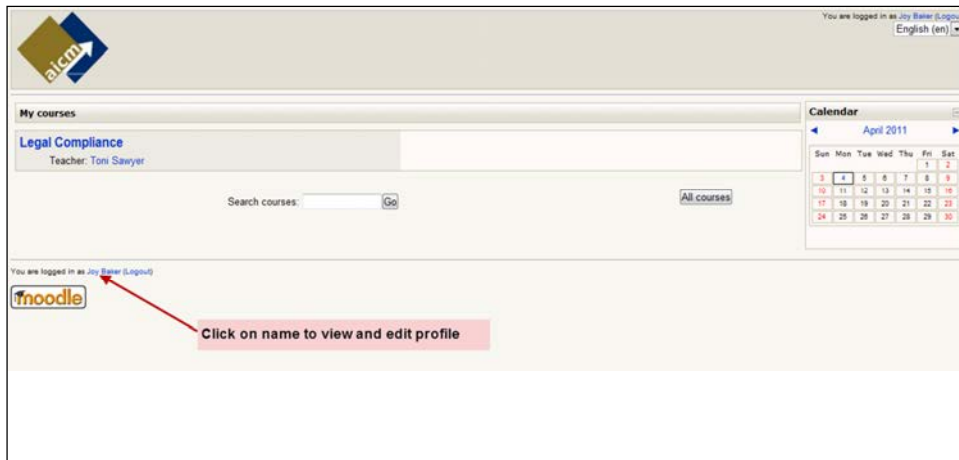 You are logged in as Joy Baker (Logou
English (en)
aicm
My courses
Legal Compliance
Teacher: Toni Sawyer
Search courses:
Go
All courses
Calendar
April 2011
Sun Mon Tue Wed Thu Fri Sat
1 2
3 4 5 6 7 8 9
10 11 12 13 14 15 16
17 18 19 20 21 22 23
24 25 26 27 28 29 30
You are logged in as Joy Baker (Logout)
moodle
Click on name to view and edit profile